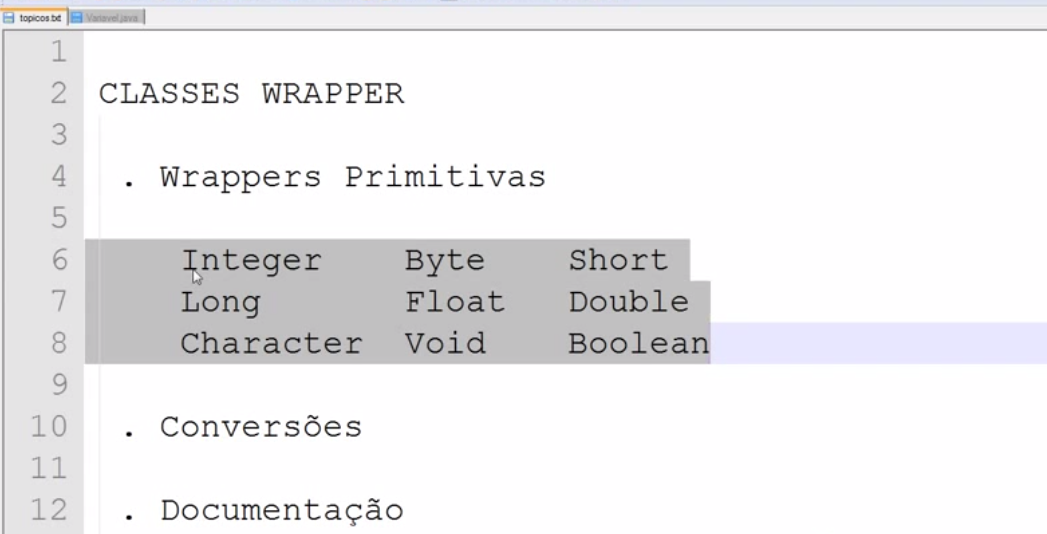 topicos.txt Variavel.java
1
2 CLASSES WRAPPER
3
4 . Wrappers Primitivas
5
6 Integer Byte Short
7 Long Float Double
8 Character Void Boolean
9
10 . Conversões
11
12 . Documentação